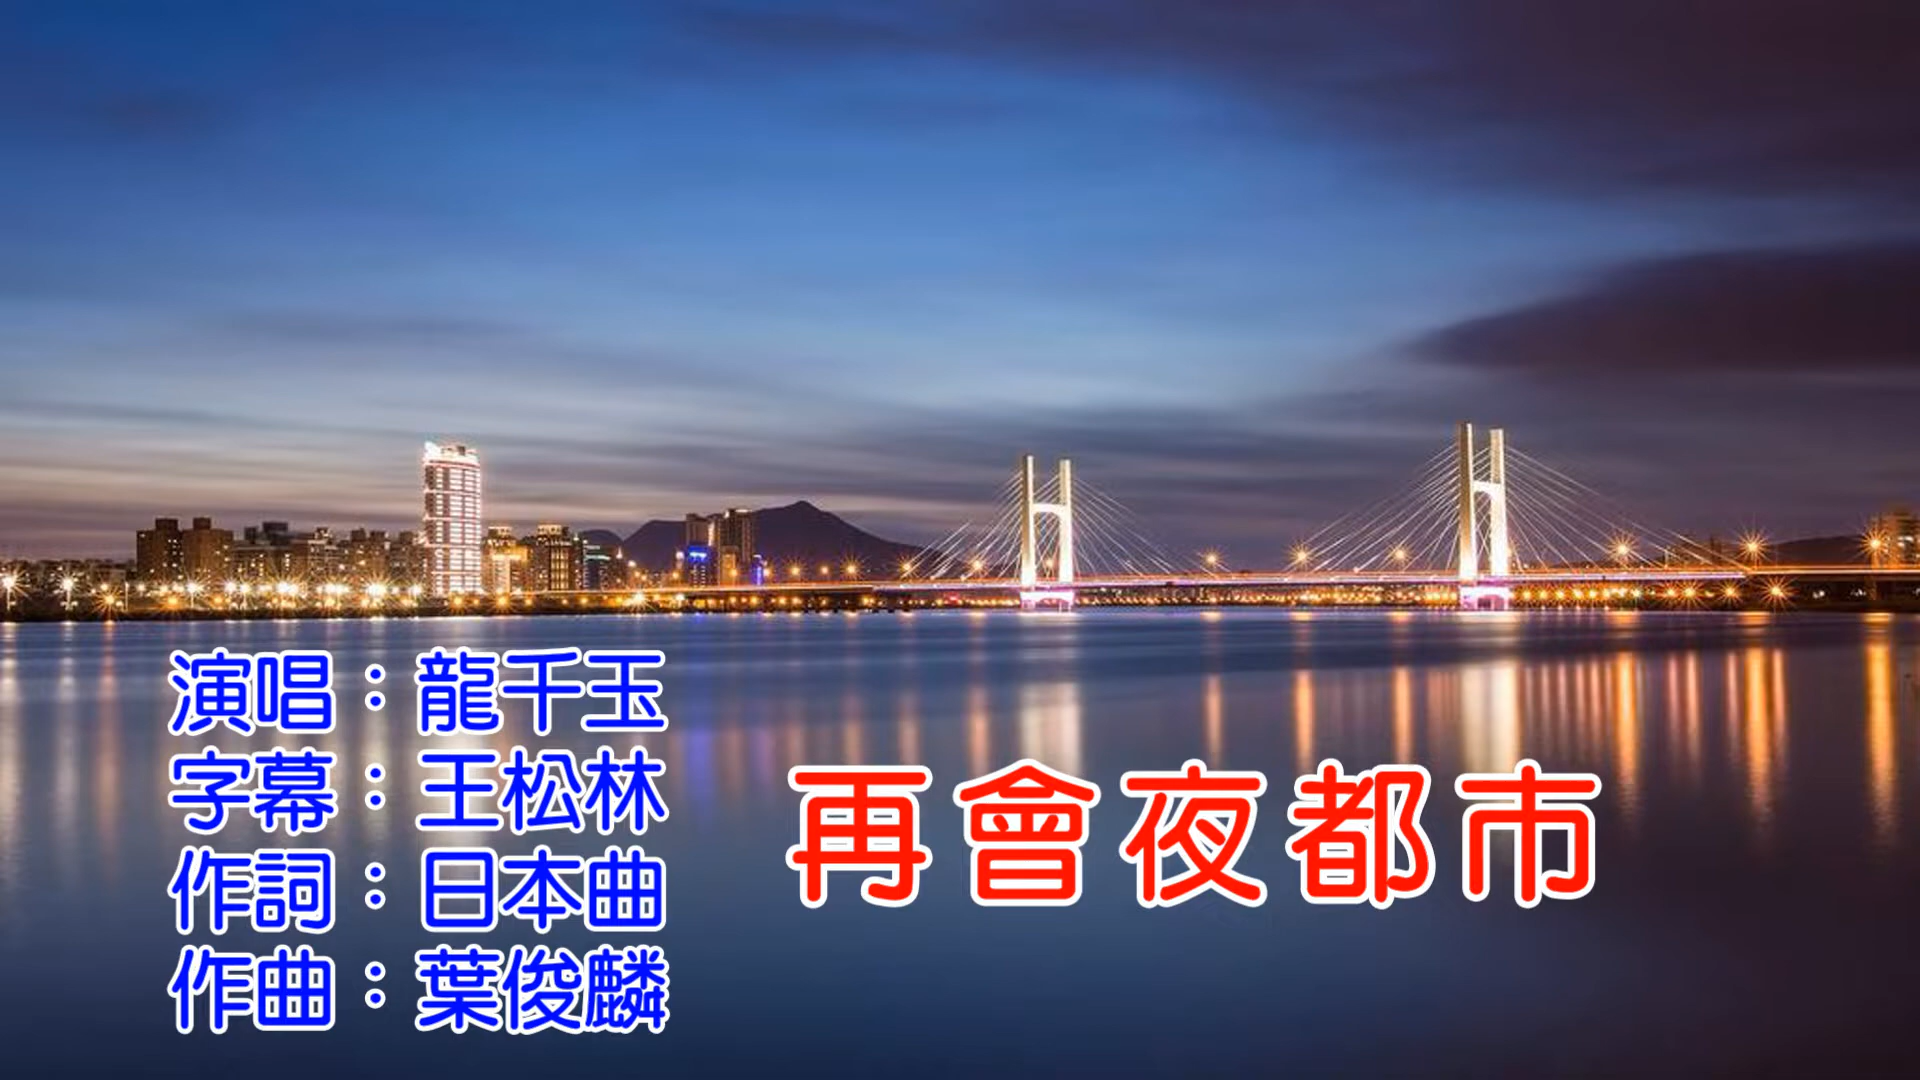 演唱：龍千玉
字幕：王松林
作詞：日本曲
作曲：葉俊麟
再會夜都市